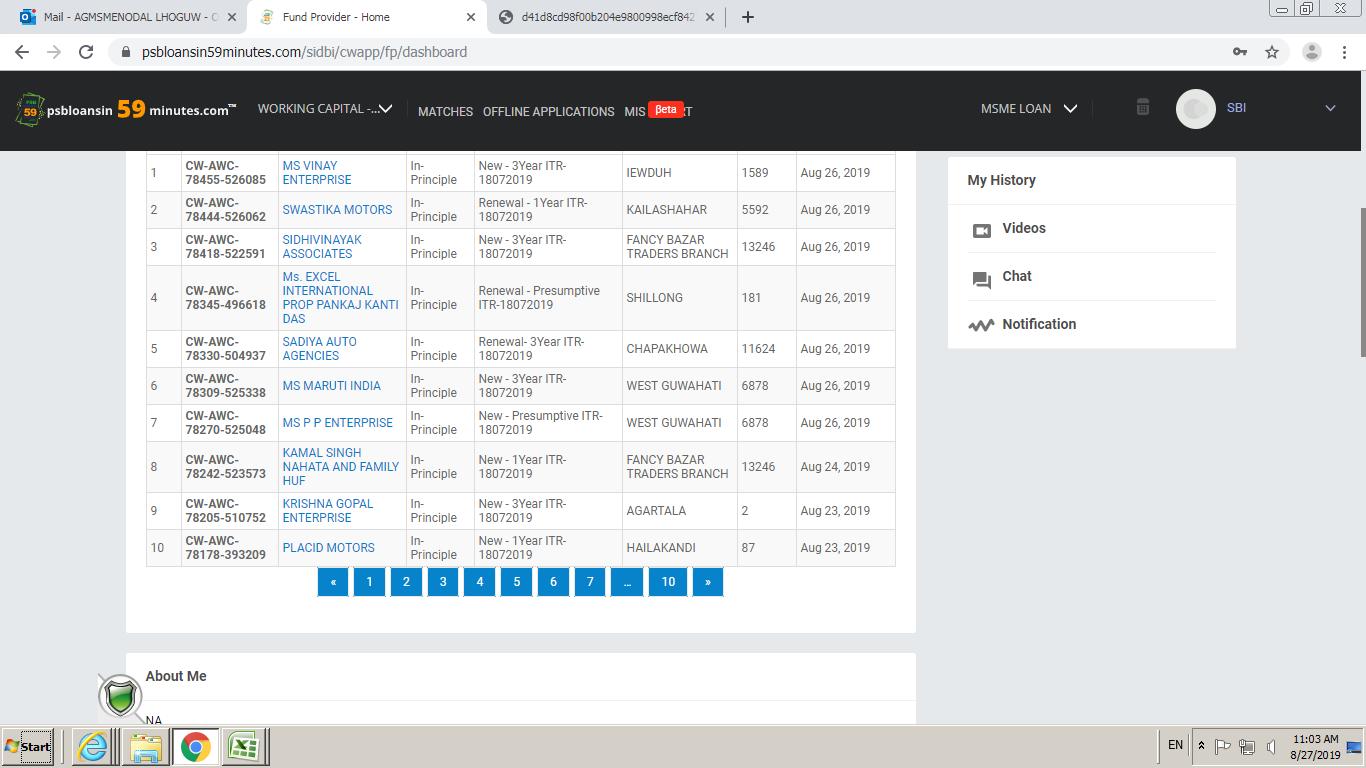 Mail - AGMSMENODAL LHOGUW - O
Fund Provider - Home
d41d8cd98f00b204e9800998ecf842
psbloansin59minutes.com/sidbi/cwapp/fp/dashboard
psbloansin 59 minutes.com™
WORKING CAPITAL -...
MATCHES
OFFLINE APPLICATIONS
MIS
βeta
MSME LOAN
SBI
1 CW-AWC- MS VINAY In- New - 3Year ITR- IEWDUH 1589 Aug 26, 2019
78455-526085 ENTERPRISE Principle 18072019
2 CW-AWC- SWASTIKA MOTORS In- Renewal - 1Year ITR- KAILASHAHAR 5592 Aug 26, 2019
78444-526062 Principle 18072019
3 CW-AWC- SIDHIVINAYAK In- New - 3Year ITR- FANCY BAZAR 13246 Aug 26, 2019
78418-522591 ASSOCIATES Principle 18072019 TRADERS BRANCH
Ms. EXCEL
4 CW-AWC- INTERNATIONAL In- Renewal - Presumptive SHILLONG 181 Aug 26, 2019
78345-496618 PROP PANKAJ KANTI Principle ITR-18072019
DAS
5 CW-AWC- SADIYA AUTO In- Renewal- 3Year ITR- CHAPAKHOWA 11624 Aug 26, 2019
78330-504937 AGENCIES Principle 18072019
6 CW-AWC- MS MARUTI INDIA In- New - 3Year ITR- WEST GUWAHATI 6878 Aug 26, 2019
78309-525338 Principle 18072019
7 CW-AWC- MS P P ENTERPRISE In- New - Presumptive ITR- WEST GUWAHATI 6878 Aug 26, 2019
78270-525048 Principle 18072019
8 CW-AWC- KAMAL SINGH In- New - 1Year ITR- FANCY BAZAR 13246 Aug 24, 2019
78242-523573 NAHATA AND FAMILY Principle 18072019 TRADERS BRANCH
HUF
9 CW-AWC- KRISHNA GOPAL In- New - 3Year ITR- AGARTALA 2 Aug 23, 2019
78205-510752 ENTERPRISE Principle 18072019
10 CW-AWC- PLACID MOTORS In- New - 1Year ITR- HAILAKANDI 87 Aug 23, 2019
78178-393209 Principle 18072019
« 1 2 3 4 5 6 7 ... 10 »
My History
Videos
Chat
Notification
About Me
NA
Start
EN
11:03 AM
8/27/2019